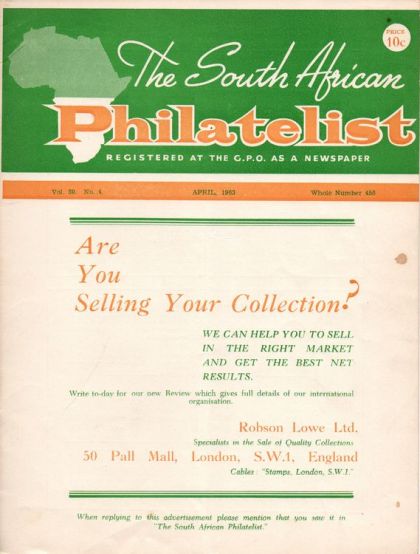 PRICE
10c
The South African
Philatelist
REGISTERED AT THE G.P.O. AS A NEWSPAPER
Vol. 39. No. 4. APRIL, 1963 Whole Number 456
Are
You
Selling Your Collection?
WE CAN HELP YOU TO SELL
IN THE RIGHT MARKET
AND GET THE BEST NET
RESULTS.
Write to-day for our new Review which gives full details of our international
organisation.
Robson Lowe Ltd.
Specialists in the Sale of Quality Collections
50 Pall Mall, London, S.W.1, England
Cables: "Stamps, London, S.W.1."
When replying to this advertisement please mention that you saw it in
"The South African Philatelist."